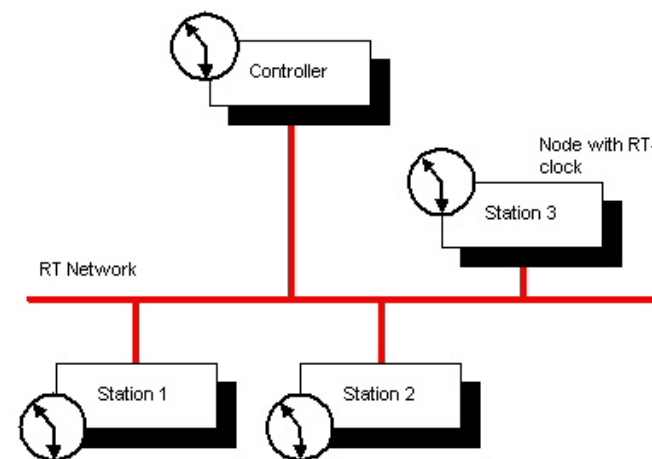 Controller
Node with RT-
clock
Station 3
RT Network
Station 1
Station 2